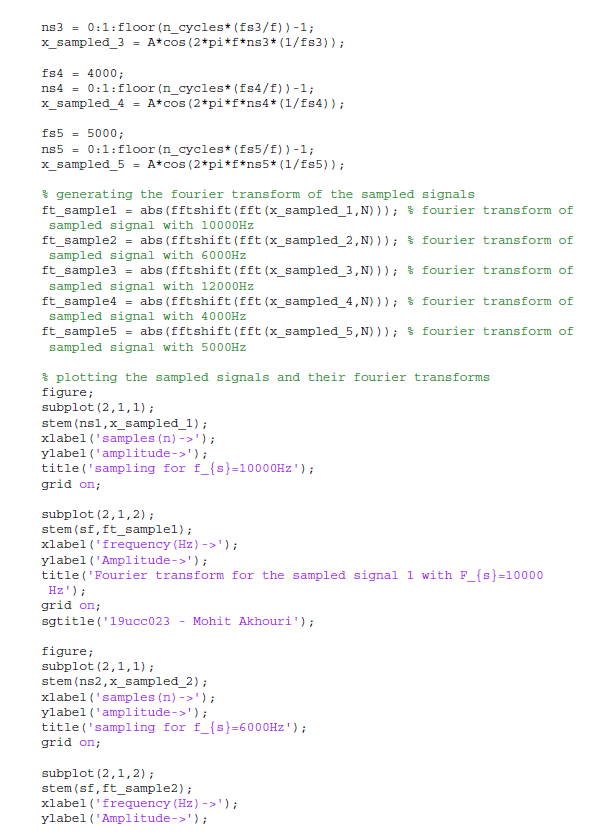 ns3 = 0:1:floor(n_cycles*(fs3/f))-1;
x_sampled_3 = A*cos(2*pi*f*ns3*(1/fs3));
fs4 = 4000;
ns4 = 0:1:floor(n_cycles*(fs4/f))-1;
x_sampled_4 = A*cos(2*pi*f*ns4*(1/fs4));
fs5 = 5000;
ns5 = 0:1:floor(n_cycles*(fs5/f))-1;
x_sampled_5 = A*cos(2*pi*f*ns5*(1/fs5));
% generating the fourier transform of the sampled signals
ft_sample1 = abs(fftshift(fft(x_sampled_1,N))); % fourier transform of
sampled signal with 10000Hz
ft_sample2 = abs(fftshift(fft(x_sampled_2,N))); % fourier transform of
sampled signal with 6000Hz
ft_sample3 = abs(fftshift(fft(x_sampled_3,N))); % fourier transform of
sampled signal with 12000Hz
ft_sample4 = abs(fftshift(fft(x_sampled_4,N))); % fourier transform of
sampled signal with 4000Hz
ft_sample5 = abs(fftshift(fft(x_sampled_5,N))); % fourier transform of
sampled signal with 5000Hz
% plotting the sampled signals and their fourier transforms
figure;
subplot(2,1,1);
stem(ns1,x_sampled_1);
xlabel('samples(n)->');
ylabel('amplitude->');
title('sampling for f_{s}=10000Hz');
grid on;
subplot(2,1,2);
stem(sf,ft_sample1);
xlabel('frequency(Hz)->');
ylabel('Amplitude->');
title('Fourier transform for the sampled signal 1 with F_{s}=10000
Hz');
grid on;
sgtitle('19ucc023 - Mohit Akhouri');
figure;
subplot(2,1,1);
stem(ns2,x_sampled_2);
xlabel('samples(n)->');
ylabel('amplitude->');
title('sampling for f_{s}=6000Hz');
grid on;
subplot(2,1,2);
stem(sf,ft_sample2);
xlabel('frequency(Hz)->');
ylabel('Amplitude->');